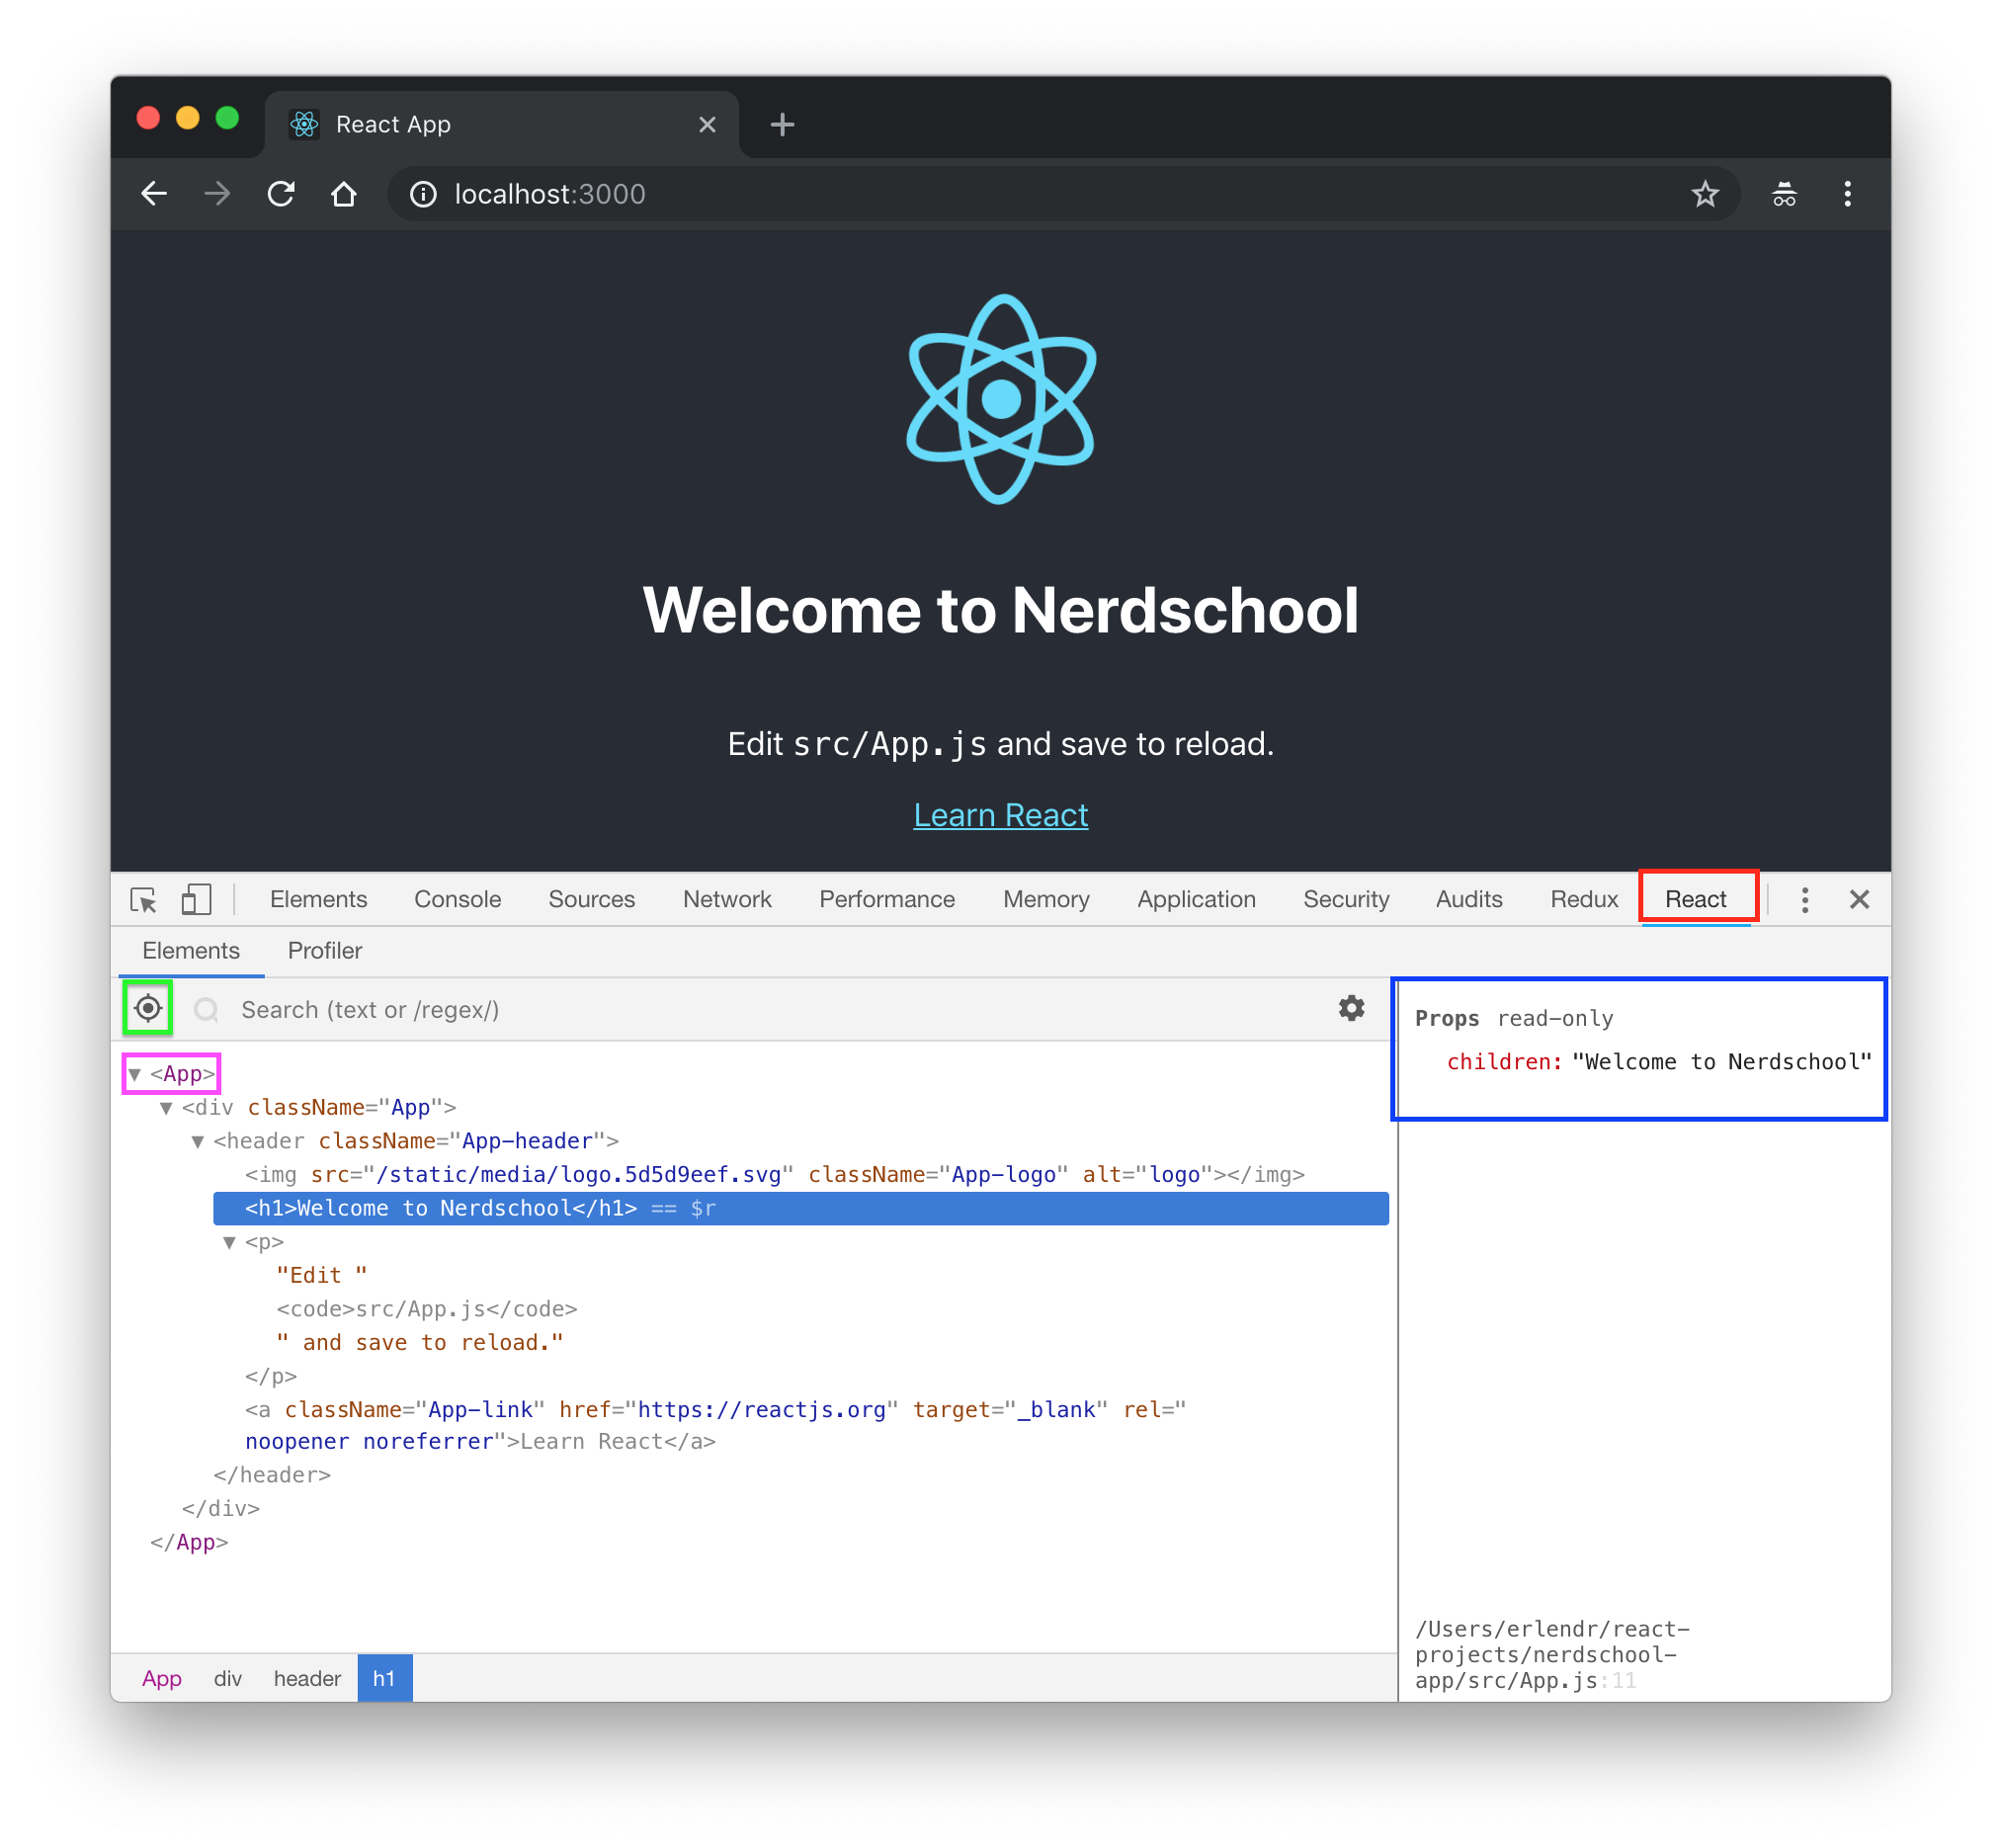 React App
localhost:3000
Welcome to Nerdschool
Edit src/App.js and save to reload.
Learn React
Elements Console Sources Network Performance Memory Application Security Audits Redux React
Elements Profiler
Search (text or /regex/)
<App>
<div className="App">
<header className="App-header">
<img src="/static/media/logo.5d5d9eef.svg" className="App-logo" alt="logo"></img>
<h1>Welcome to Nerdschool</h1> == $r
<p>
"Edit "
<code>src/App.js</code>
" and save to reload."
</p>
<a className="App-link" href="https://reactjs.org" target="_blank" rel="
noopener noreferrer">Learn React</a>
</header>
</div>
</App>
App div header h1
Props read-only
children: "Welcome to Nerdschool"
/Users/erlendr/react-
projects/nerdschool-
app/src/App.js:11